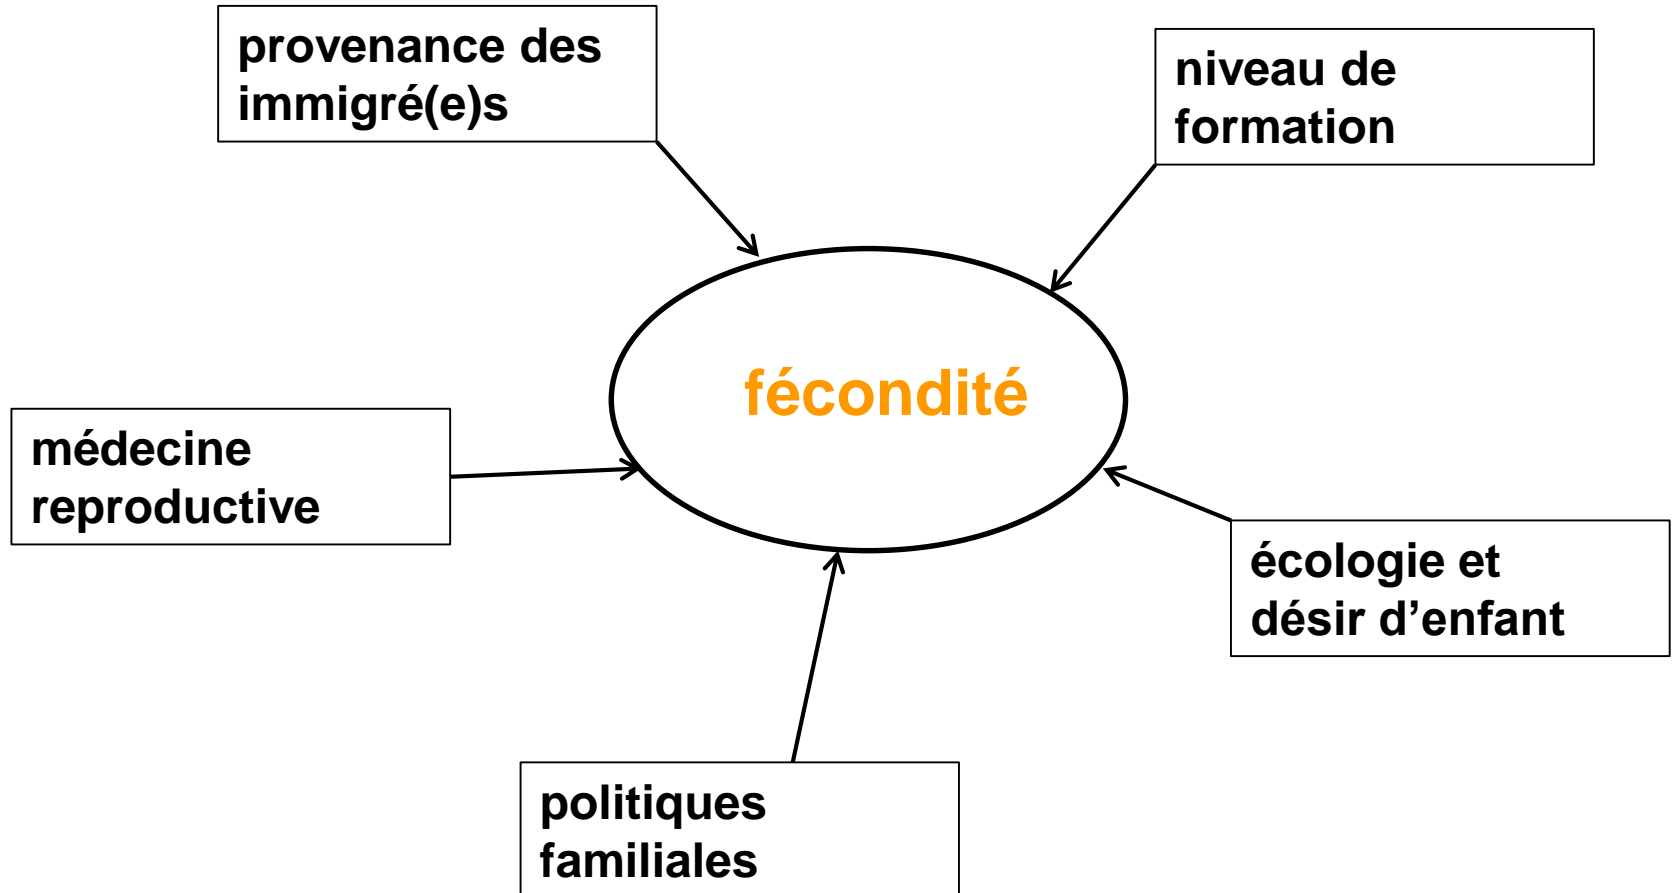 provenance des
immigré(e)s
niveau de
formation
fécondité
médecine
reproductive
écologie et
désir d’enfant
politiques
familiales